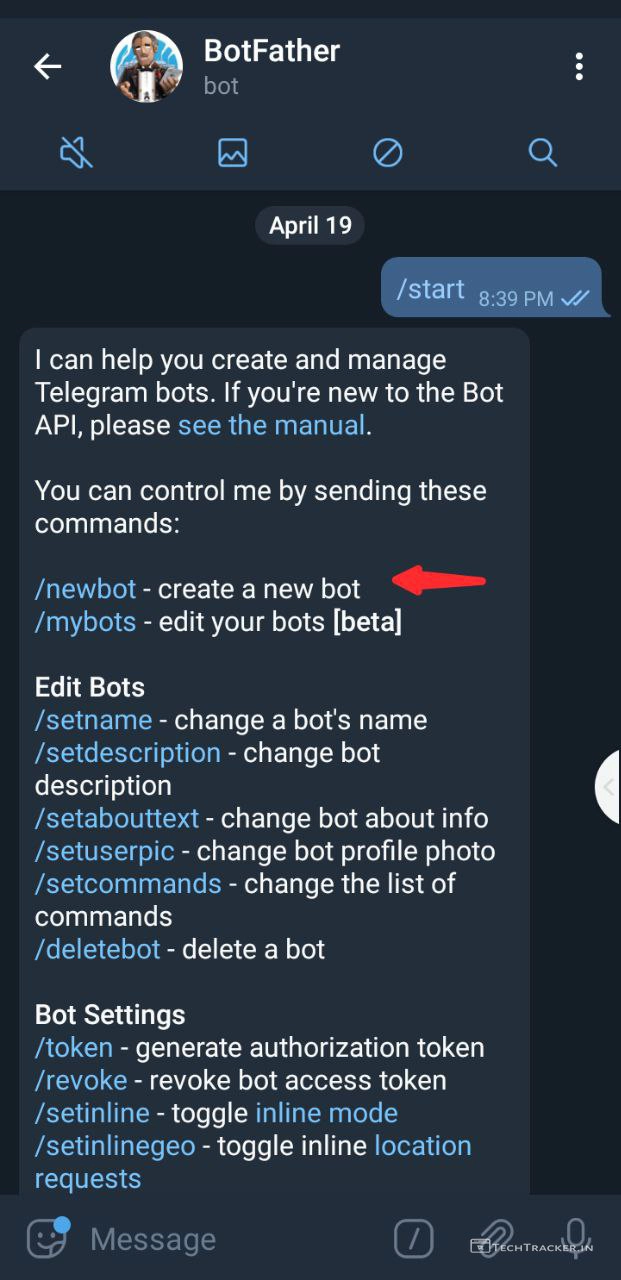 BotFather
bot
April 19
/start 8:39 PM
I can help you create and manage
Telegram bots. If you're new to the Bot
API, please see the manual.
You can control me by sending these
commands:
/newbot - create a new bot
/mybots - edit your bots [beta]
Edit Bots
/setname - change a bot's name
/setdescription - change bot
description
/setabouttext - change bot about info
/setuserpic - change bot profile photo
/setcommands - change the list of
commands
/deletebot - delete a bot
Bot Settings
/token - generate authorization token
/revoke - revoke bot access token
/setinline - toggle inline mode
/setinlinegeo - toggle inline location
requests
Message
TECHTRACKER.IN